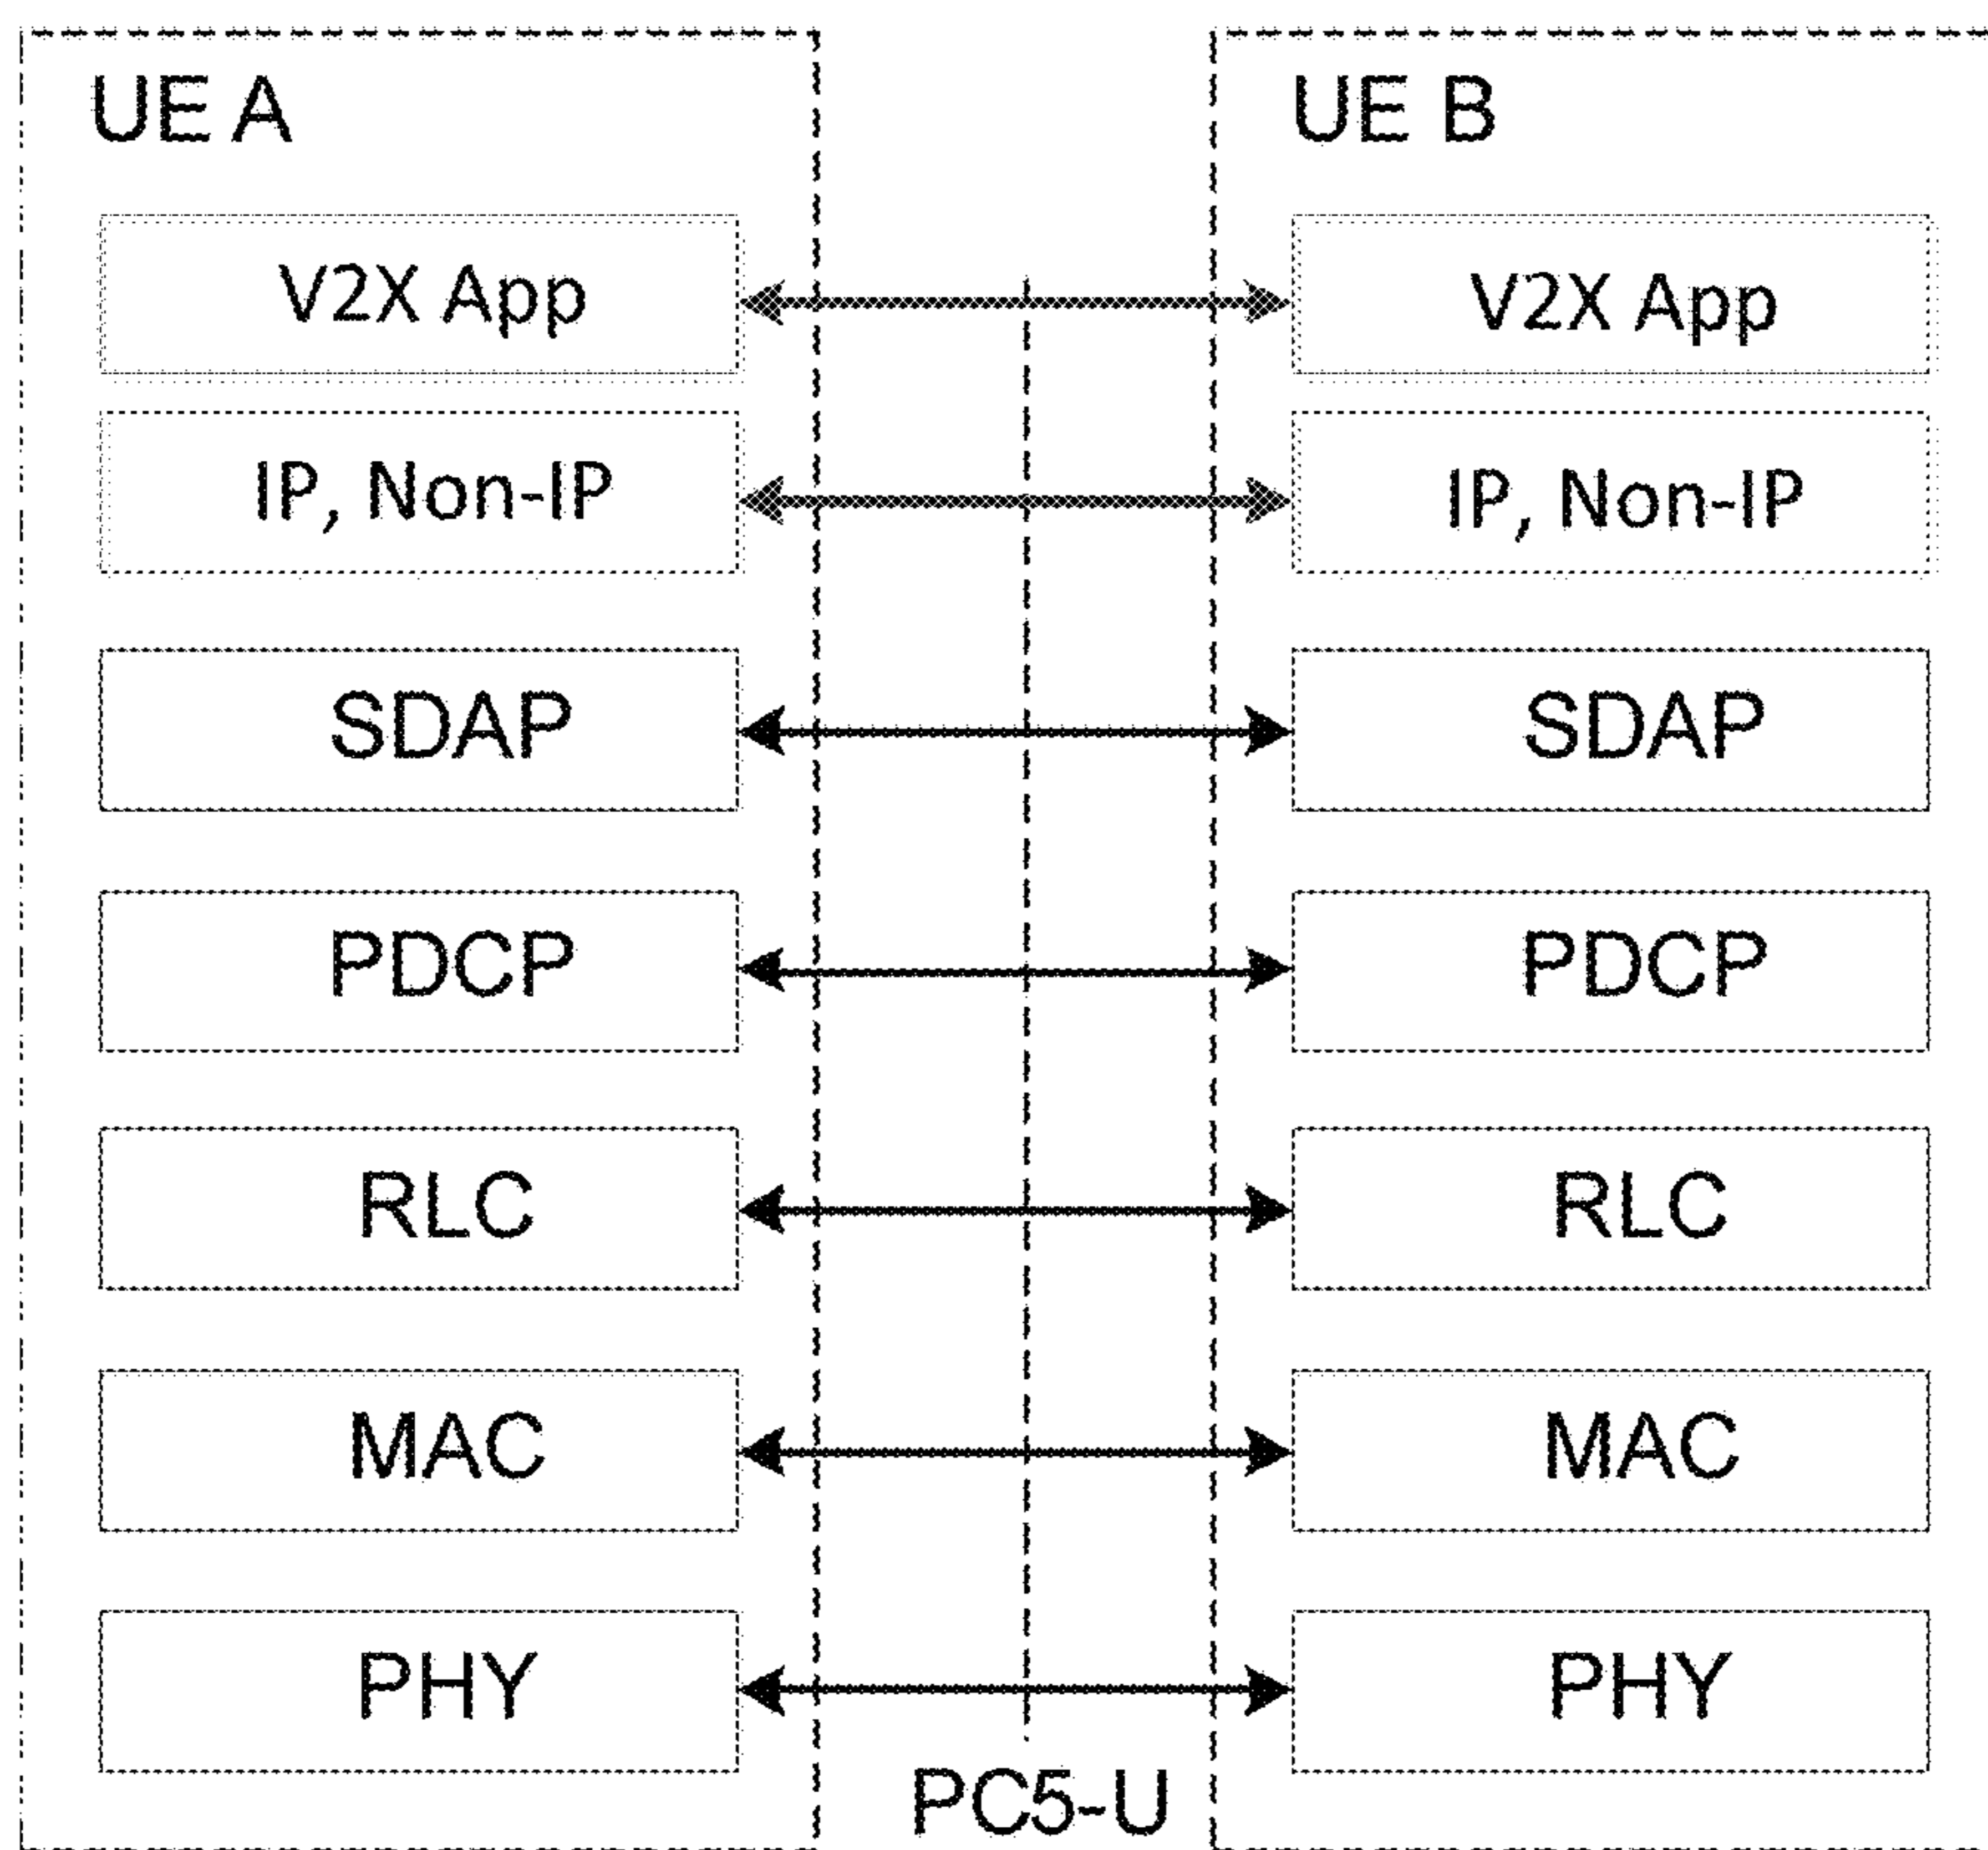 UE A
UE B
V2X App
V2X App
IP, Non-IP
IP, Non-IP
SDAP
SDAP
PDCP
PDCP
RLC
RLC
MAC
MAC
PHY
PHY
PC5-U